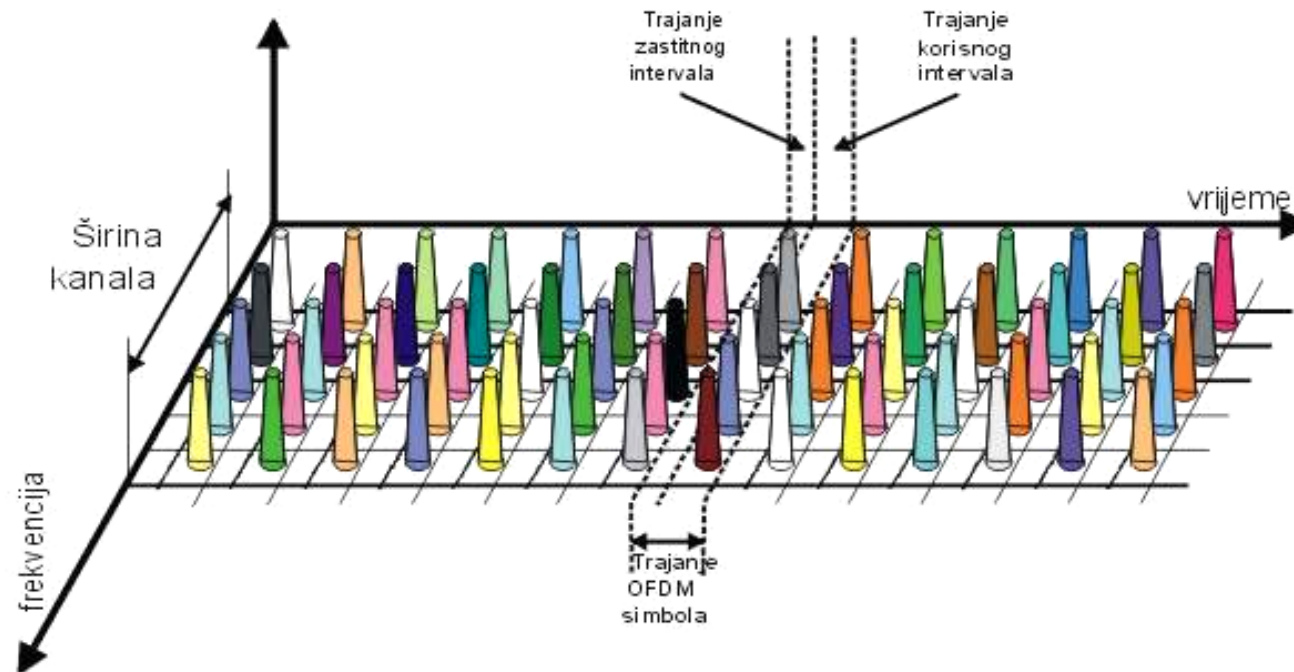 Trajanje
zastitnog
intervala
Trajanje
korisnog
intervala
vrijeme
Širina
kanala
frekvencija
Trajanje
OFDM
simbola